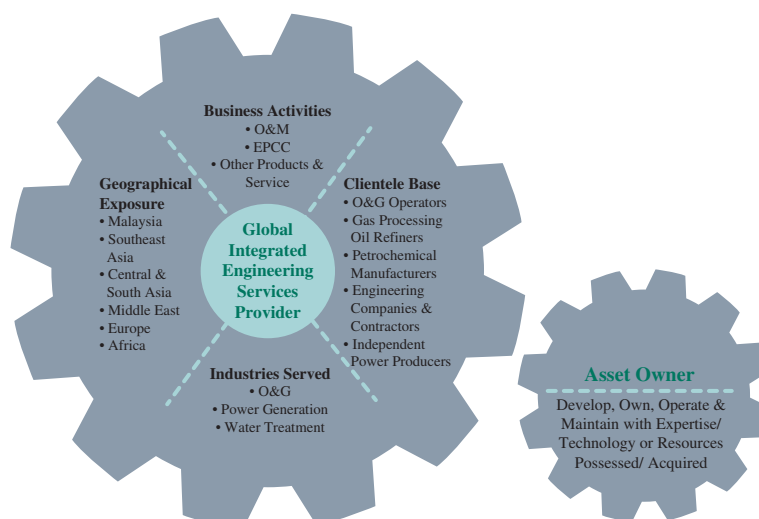 Business Activities
• O&M
• EPCC
• Other Products &
Service
Geographical
Exposure
• Malaysia
• Southeast
Asia
• Central &
South Asia
• Middle East
• Europe
• Africa
Global
Integrated
Engineering
Services
Provider
Clientele Base
• O&G Operators
• Gas Processing
Oil Refiners
• Petrochemical
Manufacturers
• Engineering
Companies &
Contractors
• Independent
Power Producers
Industries Served
• O&G
• Power Generation
• Water Treatment
Asset Owner
Develop, Own, Operate &
Maintain with Expertise/
Technology or Resources
Possessed/ Acquired